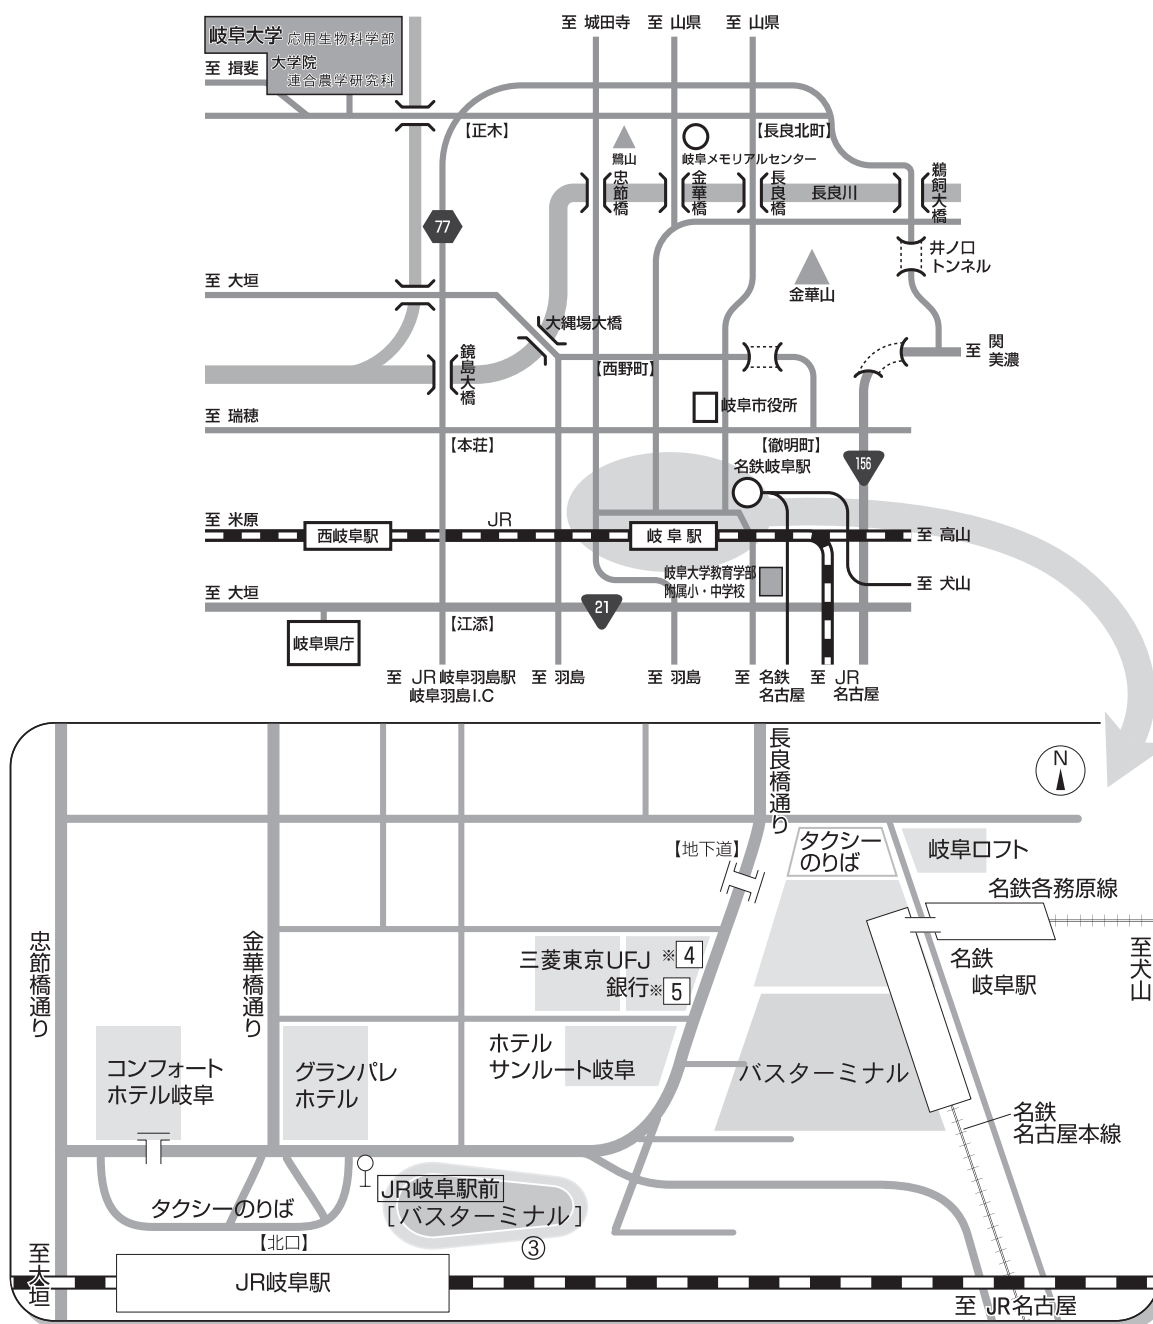 岐阜大学 応用生物科学部
大学院
連合農学研究科
至 揖斐
至 城田寺
至 山県
至 山県
【正木】
【長良北町】
鷺山
岐阜メモリアルセンター
忠節橋
金華橋
長良橋
長良川
鵜飼大橋
77
井ノ口
トンネル
至 大垣
金華山
大縄場大橋
鏡島大橋
【西野町】
至 関
美濃
岐阜市役所
至 瑞穂
【本荘】
【徹明町】
名鉄岐阜駅
156
至 米原
JR
西岐阜駅
岐阜駅
至 高山
岐阜大学教育学部
附属小・中学校
至 犬山
至 大垣
21
【江添】
岐阜県庁
至 JR岐阜羽島駅
岐阜羽島I.C
至 羽島
至 羽島
至 名鉄
名古屋
至 JR
名古屋
長良橋通り
N
【地下道】
タクシー
のりば
岐阜ロフト
名鉄各務原線
忠節橋通り
金華橋通り
三菱東京UFJ ※4
銀行※5
名鉄
岐阜駅
至犬山
コンフォート
ホテル岐阜
グランパレ
ホテル
ホテル
サンルート岐阜
バスターミナル
名鉄
名古屋本線
タクシーのりば
JR岐阜駅前
[バスターミナル]
③
【北口】
至大垣
JR岐阜駅
至 JR名古屋